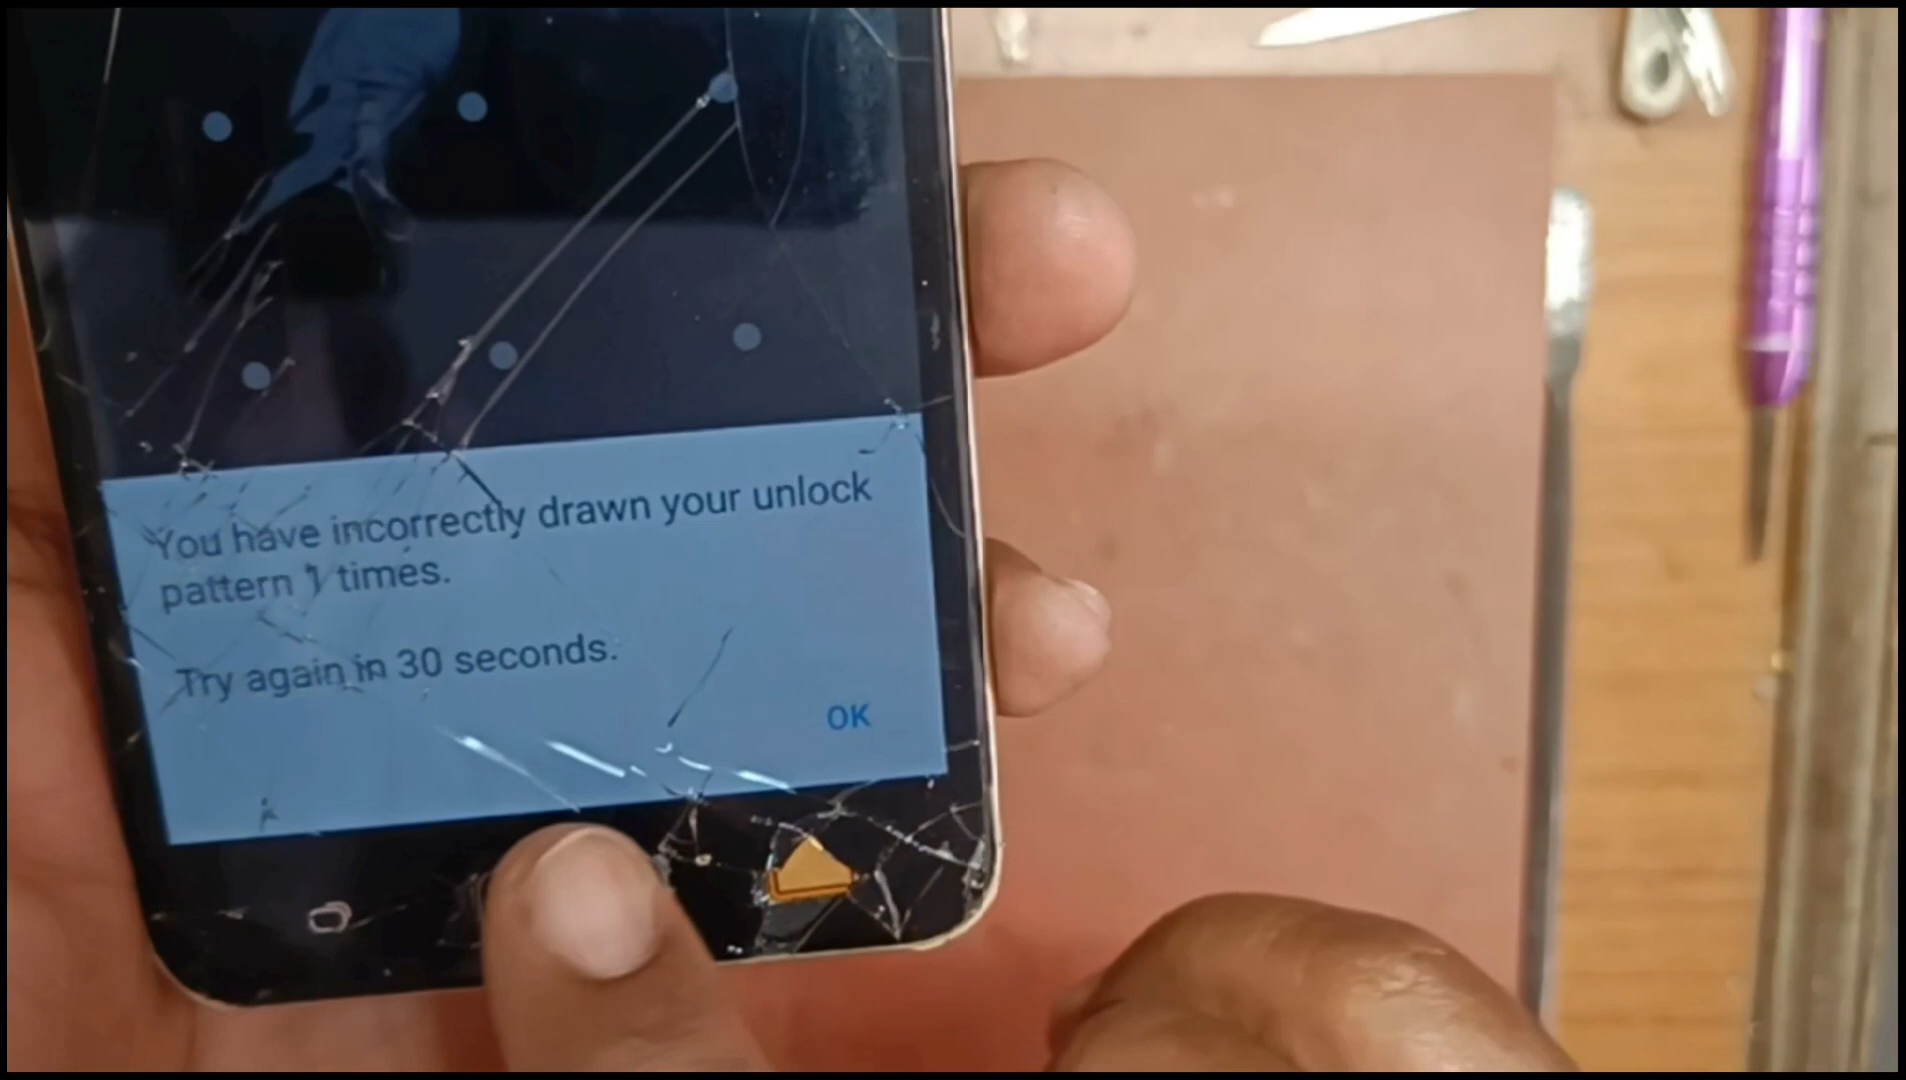 You have incorrectly drawn your unlock
pattern 1 times.
Try again in 30 seconds.
OK